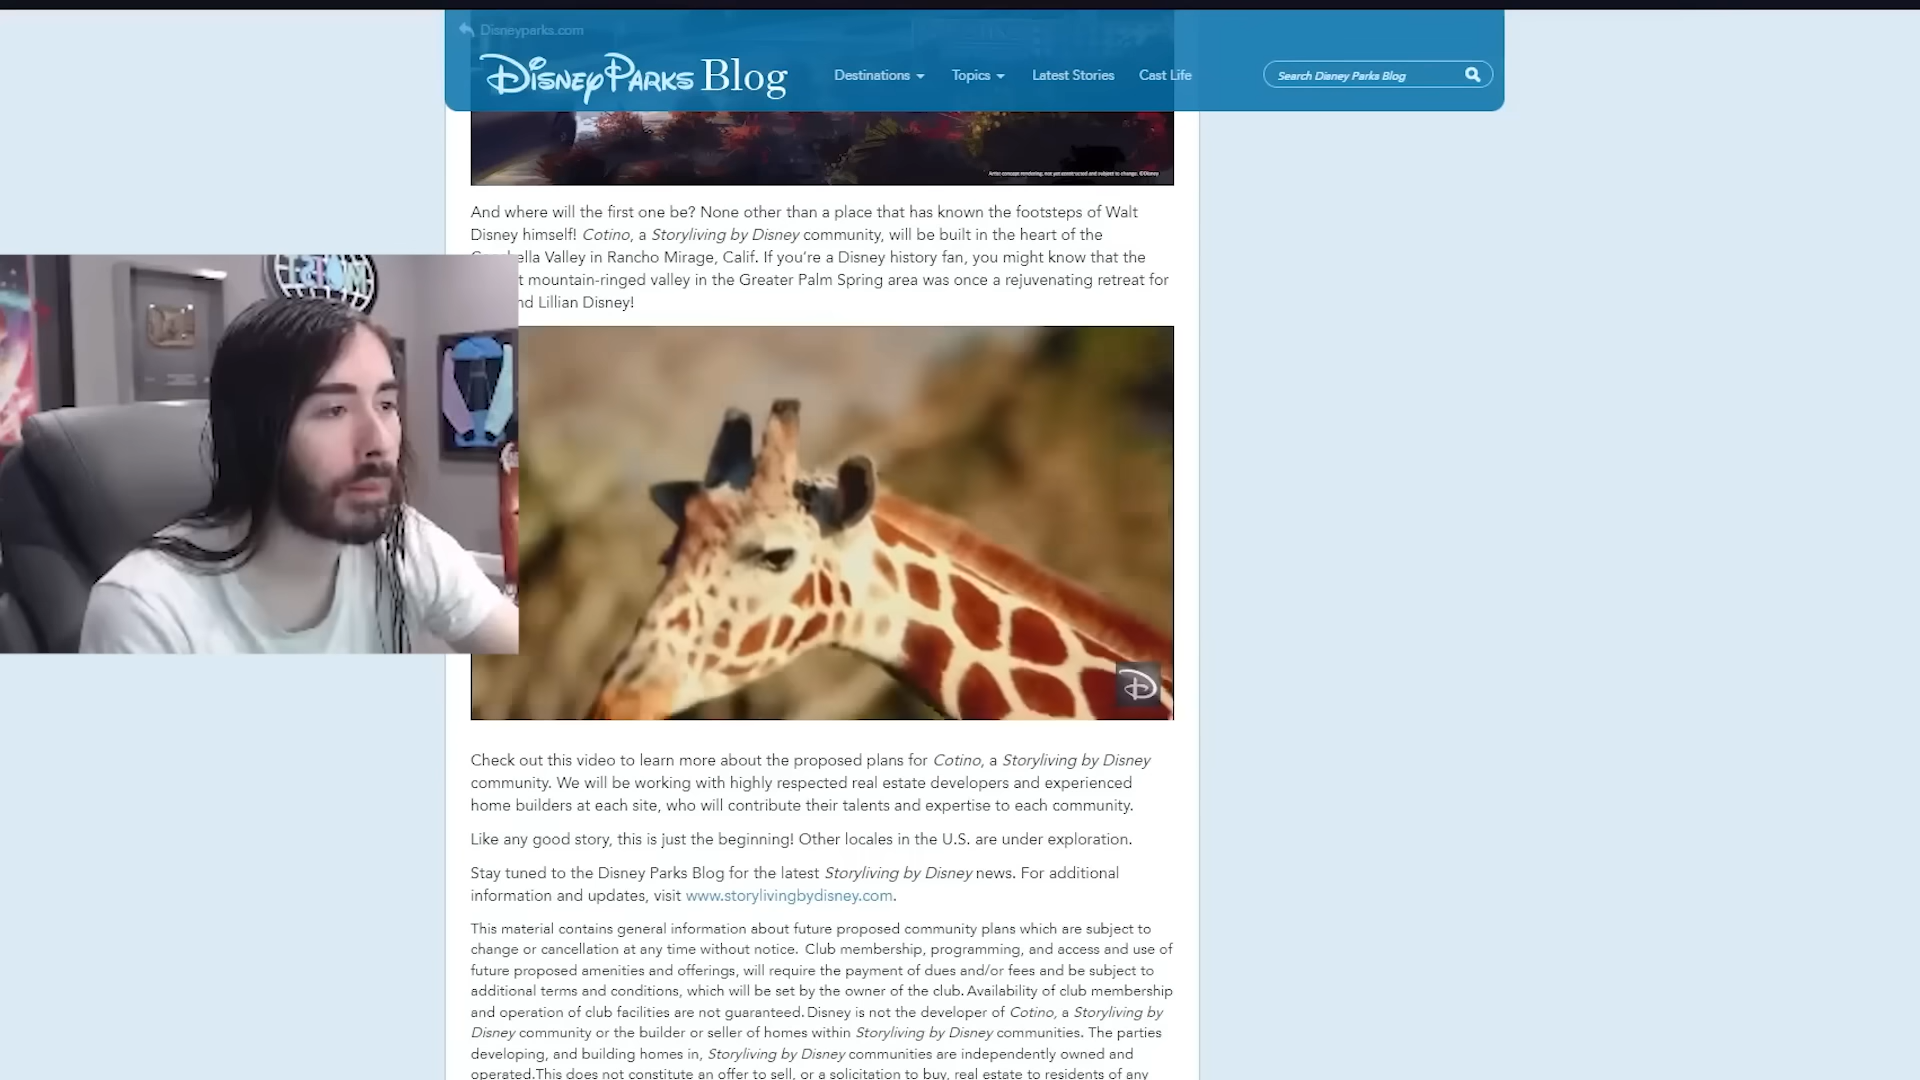 Disneyparks.com
Disney Parks Blog
Destinations
Topics
Latest Stories
Cast Life
Search Disney Parks Blog
Artist concept rendering, not yet constructed and subject to change. ©Disney
And where will the first one be? None other than a place that has known the footsteps of Walt
Disney himself! Cotino, a Storyliving by Disney community, will be built in the heart of the
ella Valley in Rancho Mirage, Calif. If you're a Disney history fan, you might know that the
t mountain-ringed valley in the Greater Palm Spring area was once a rejuvenating retreat for
nd Lillian Disney!
Check out this video to learn more about the proposed plans for Cotino, a Storyliving by Disney
community. We will be working with highly respected real estate developers and experienced
home builders at each site, who will contribute their talents and expertise to each community.
Like any good story, this is just the beginning! Other locales in the U.S. are under exploration.
Stay tuned to the Disney Parks Blog for the latest Storyliving by Disney news. For additional
information and updates, visit www.storylivingbydisney.com.
This material contains general information about future proposed community plans which are subject to
change or cancellation at any time without notice. Club membership, programming, and access and use of
future proposed amenities and offerings, will require the payment of dues and/or fees and be subject to
additional terms and conditions, which will be set by the owner of the club. Availability of club membership
and operation of club facilities are not guaranteed. Disney is not the developer of Cotino, a Storyliving by
Disney community or the builder or seller of homes within Storyliving by Disney communities. The parties
developing, and building homes in, Storyliving by Disney communities are independently owned and
operated.This does not constitute an offer to sell, or a solicitation to buy, real estate to residents of any